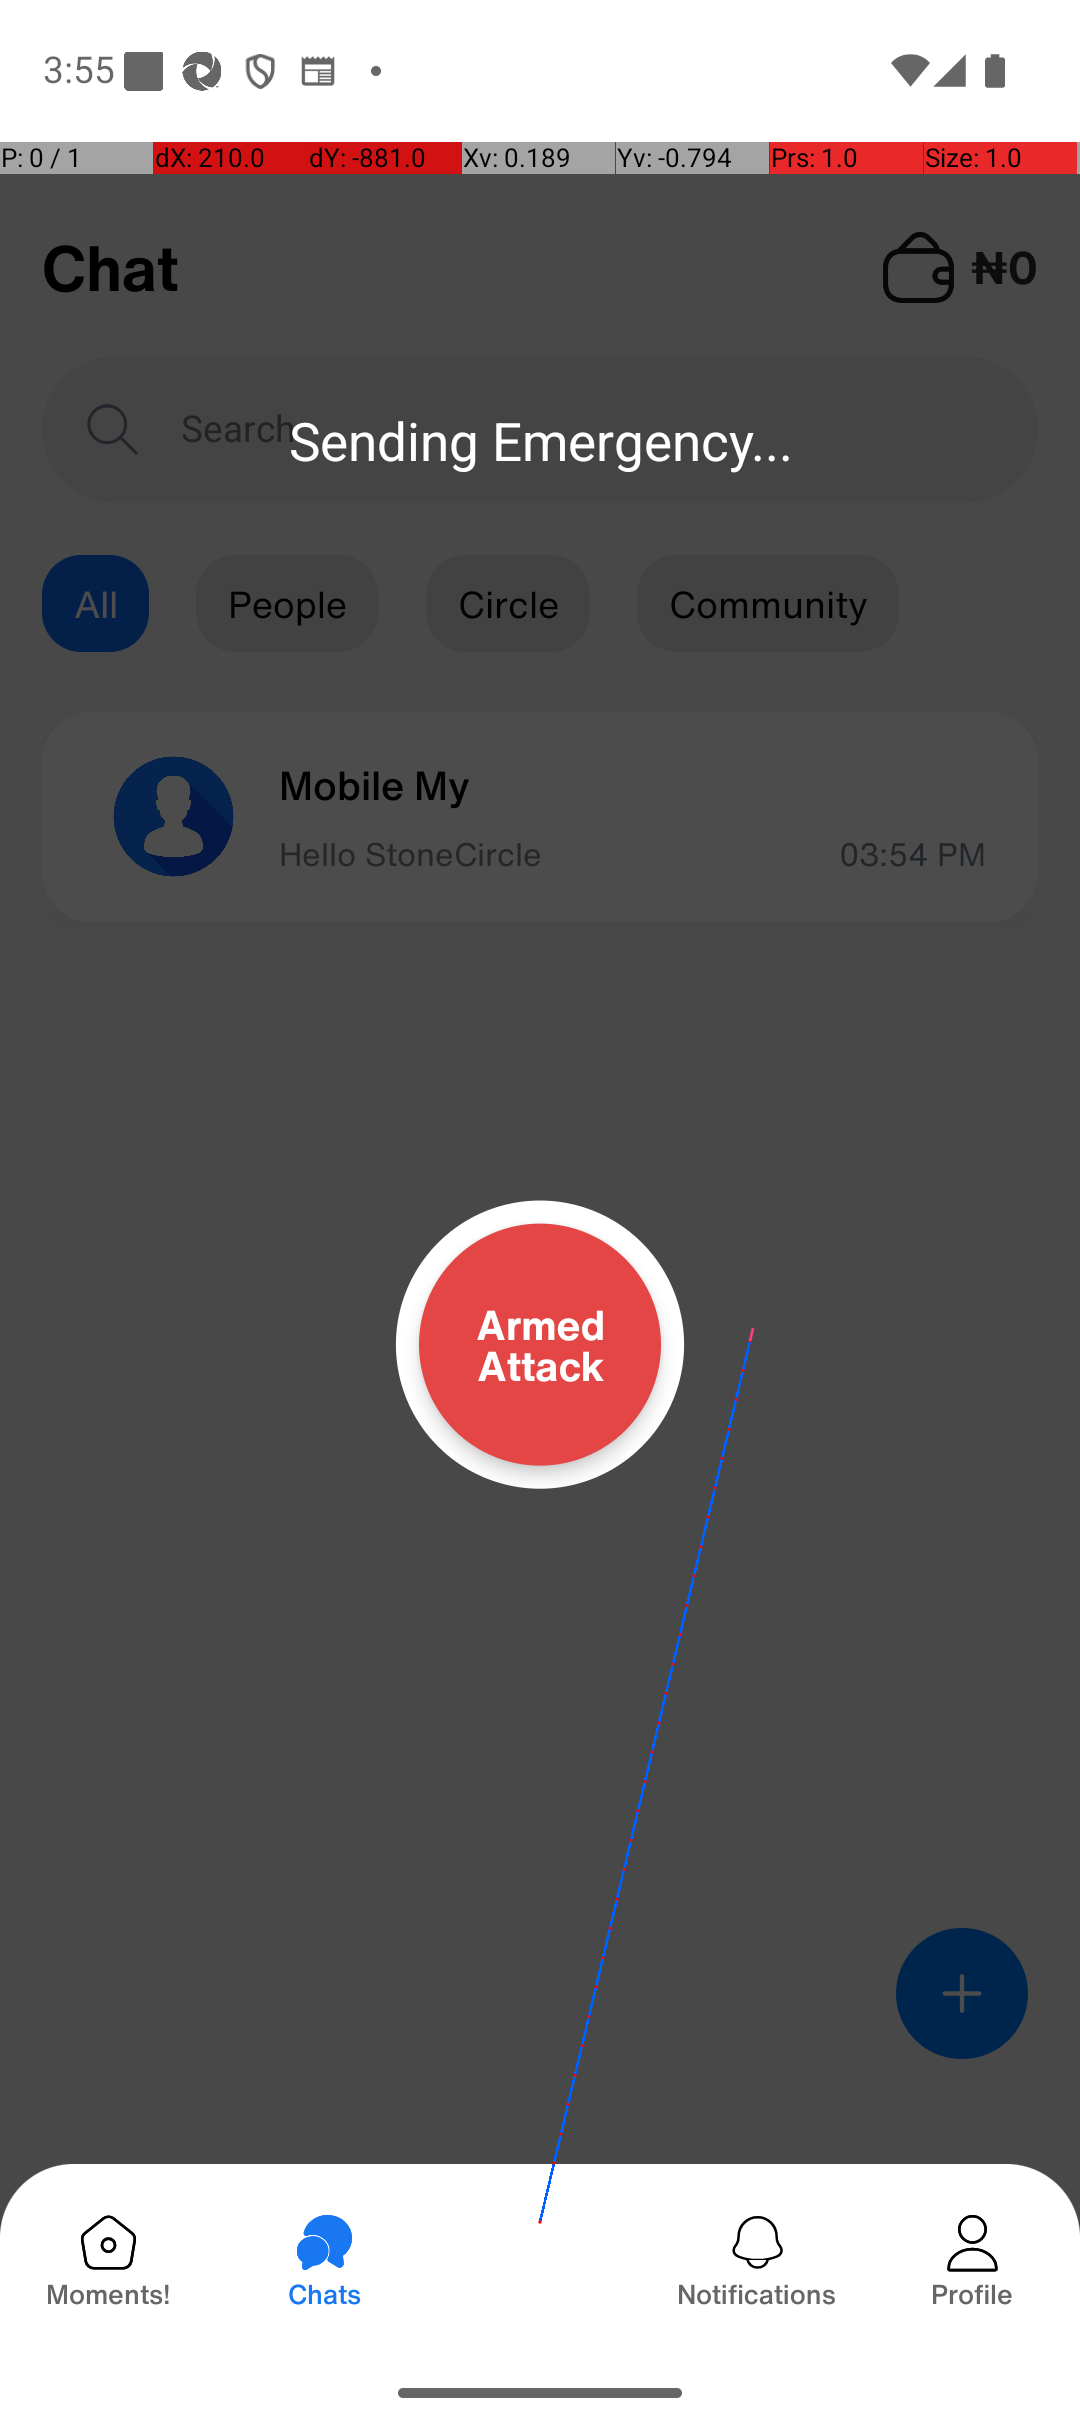 3:55
P: 0 / 1 dX: 210.0 dY: -881.0 Xv: 0.189 Yv: -0.794 Prs: 1.0 Size: 1.0
Chat ₦0
Search
Sending Emergency...
All People Circle Community
Mobile My
Hello StoneCircle 03:54 PM
Armed
Attack
Moments! Chats Notifications Profile